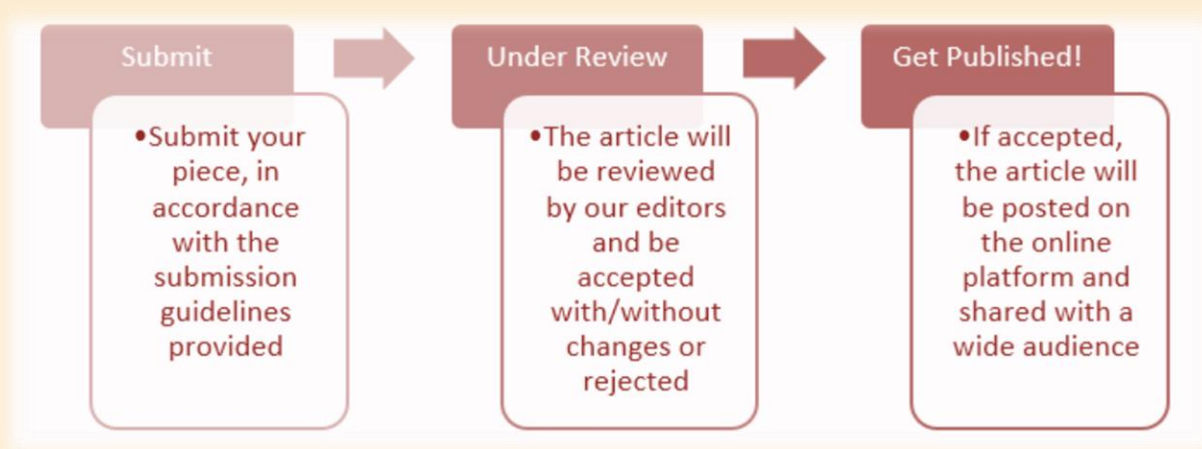 Submit
•Submit your
piece, in
accordance
with the
submission
guidelines
provided
Under Review
•The article will
be reviewed
by our editors
and be
accepted
with/without
changes or
rejected
Get Published!
•If accepted,
the article will
be posted on
the online
platform and
shared with a
wide audience